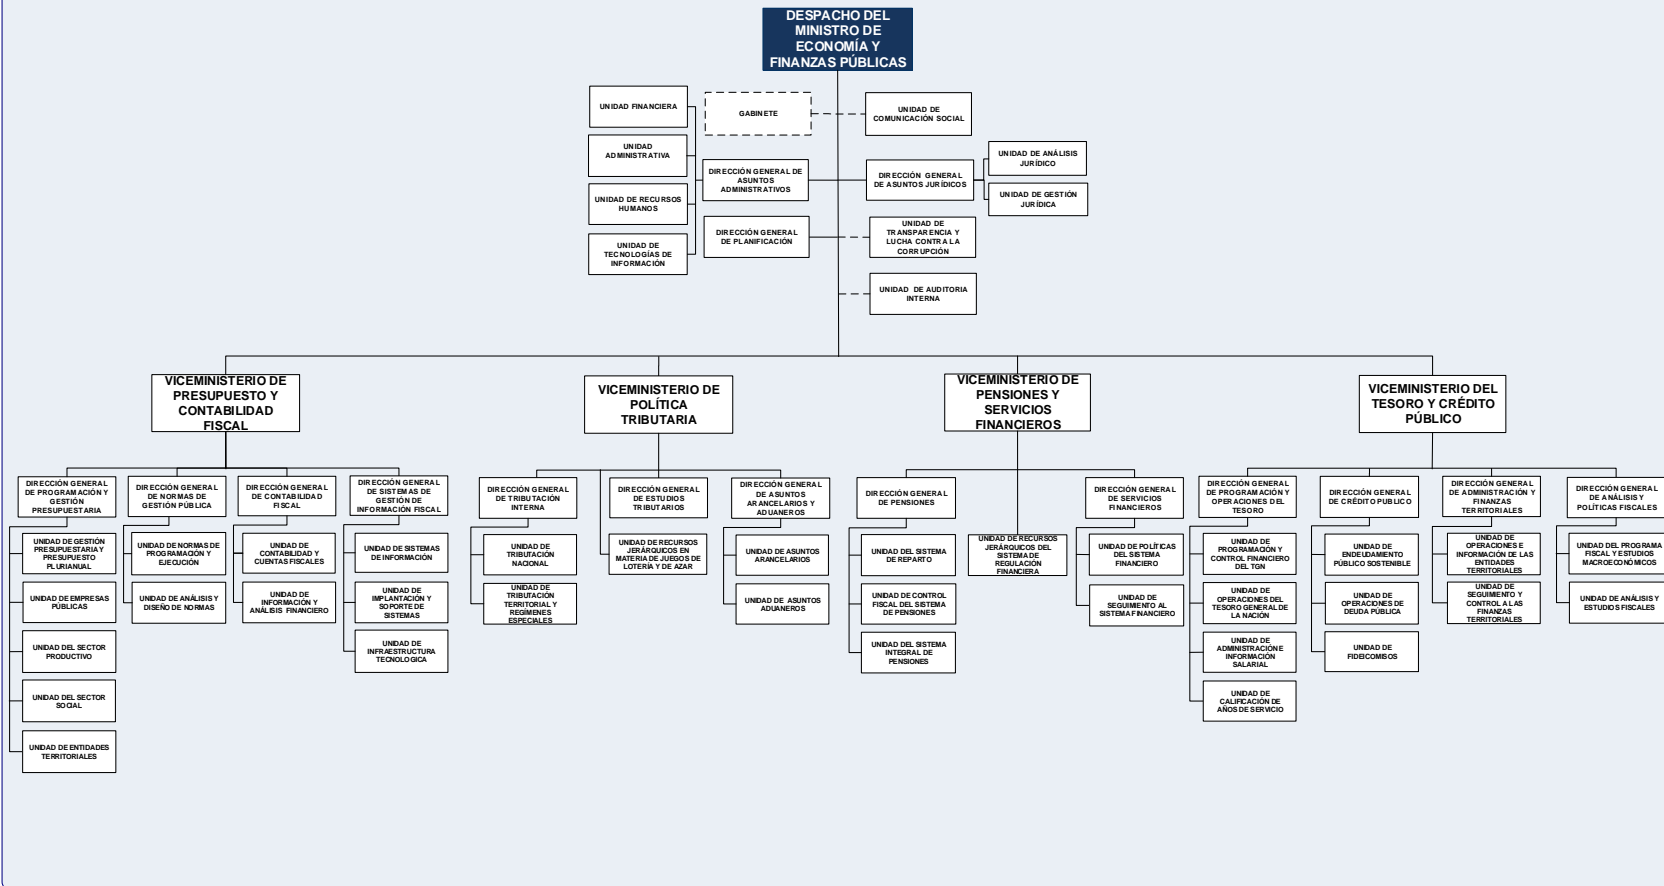 DESPACHO DEL
MINISTRO DE
ECONOMÍA Y
FINANZAS PÚBLICAS
UNIDAD FINANCIERA
GABINETE
UNIDAD DE
COMUNICACIÓN SOCIAL
UNIDAD
ADMINISTRATIVA
DIRECCIÓN GENERAL DE
ASUNTOS
ADMINISTRATIVOS
DIRECCIÓN GENERAL
DE ASUNTOS JURÍDICOS
UNIDAD DE ANÁLISIS
JURÍDICO
UNIDAD DE GESTIÓN
JURÍDICA
UNIDAD DE RECURSOS
HUMANOS
DIRECCIÓN GENERAL
DE PLANIFICACIÓN
UNIDAD DE
TRANSPARENCIA Y
LUCHA CONTRA LA
CORRUPCIÓN
UNIDAD DE
TECNOLOGÍAS DE
INFORMACIÓN
UNIDAD DE AUDITORIA
INTERNA
VICEMINISTERIO DE
PRESUPUESTO Y
CONTABILIDAD
FISCAL
VICEMINISTERIO DE
POLÍTICA
TRIBUTARIA
VICEMINISTERIO DE
PENSIONES Y
SERVICIOS
FINANCIEROS
VICEMINISTERIO DEL
TESORO Y CRÉDITO
PÚBLICO
DIRECCIÓN GENERAL
DE PROGRAMACIÓN Y
GESTIÓN
PRESUPUESTARIA
DIRECCIÓN GENERAL
DE NORMAS DE
GESTIÓN PÚBLICA
DIRECCIÓN GENERAL
DE CONTABILIDAD
FISCAL
DIRECCIÓN GENERAL
DE SISTEMAS DE
GESTIÓN DE
INFORMACIÓN FISCAL
DIRECCIÓN GENERAL
DE TRIBUTACIÓN
INTERNA
DIRECCIÓN GENERAL
DE ESTUDIOS
TRIBUTARIOS
DIRECCIÓN GENERAL
DE ASUNTOS
ARANCELARIOS Y
ADUANEROS
DIRECCIÓN GENERAL
DE PENSIONES
DIRECCIÓN GENERAL
DE SERVICIOS
FINANCIEROS
DIRECCIÓN GENERAL
DE PROGRAMACIÓN Y
OPERACIONES DEL
TESORO
DIRECCIÓN GENERAL
DE CRÉDITO PUBLICO
DIRECCIÓN GENERAL
DE ADMINISTRACIÓN Y
FINANZAS
TERRITORIALES
DIRECCIÓN GENERAL
DE ANÁLISIS Y
POLÍTICAS FISCALES
UNIDAD DE GESTIÓN
PRESUPUESTARIA Y
PRESUPUESTO
PLURIANUAL
UNIDAD DE NORMAS DE
PROGRAMACIÓN Y
EJECUCIÓN
UNIDAD DE
CONTABILIDAD Y
CUENTAS FISCALES
UNIDAD DE SISTEMAS
DE INFORMACIÓN
UNIDAD DE
TRIBUTACIÓN
NACIONAL
UNIDAD DE RECURSOS
JERÁRQUICOS EN
MATERIA DE JUEGOS DE
LOTERÍA Y DE AZAR
UNIDAD DE ASUNTOS
ARANCELARIOS
UNIDAD DEL SISTEMA
DE REPARTO
UNIDAD DE RECURSOS
JERÁRQUICOS DEL
SISTEMA DE
REGULACIÓN
FINANCIERA
UNIDAD DE POLÍTICAS
DEL SISTEMA
FINANCIERO
UNIDAD DE
PROGRAMACIÓN Y
CONTROL FINANCIERO
DEL TGN
UNIDAD DE
ENDEUDAMIENTO
PÚBLICO SOSTENIBLE
UNIDAD DE
OPERACIONES E
INFORMACIÓN DE LAS
ENTIDADES
TERRITORIALES
UNIDAD DEL PROGRAMA
FISCAL Y ESTUDIOS
MACROECONÓMICOS
UNIDAD DE EMPRESAS
PÚBLICAS
UNIDAD DE ANÁLISIS Y
DISEÑO DE NORMAS
UNIDAD DE
INFORMACIÓN Y
ANÁLISIS FINANCIERO
UNIDAD DE
IMPLANTACIÓN Y
SOPORTE DE
SISTEMAS
UNIDAD DE
TRIBUTACIÓN
TERRITORIAL Y
REGÍMENES
ESPECIALES
UNIDAD DE ASUNTOS
ADUANEROS
UNIDAD DE CONTROL
FISCAL DEL SISTEMA
DE PENSIONES
UNIDAD DE
SEGUIMIENTO AL
SISTEMA FINANCIERO
UNIDAD DE
OPERACIONES DEL
TESORO GENERAL DE
LA NACIÓN
UNIDAD DE
OPERACIONES DE
DEUDA PÚBLICA
UNIDAD DE
SEGUIMIENTO Y
CONTROL A LAS
FINANZAS
TERRITORIALES
UNIDAD DE ANÁLISIS Y
ESTUDIOS FISCALES
UNIDAD DEL SECTOR
PRODUCTIVO
UNIDAD DE
INFRAESTRUCTURA
TECNOLOGICA
UNIDAD DEL SISTEMA
INTEGRAL DE
PENSIONES
UNIDAD DE
ADMINISTRACIÓN E
INFORMACIÓN
SALARIAL
UNIDAD DE
FIDEICOMISOS
UNIDAD DEL SECTOR
SOCIAL
UNIDAD DE
CALIFICACIÓN DE
AÑOS DE SERVICIO
UNIDAD DE ENTIDADES
TERRITORIALES